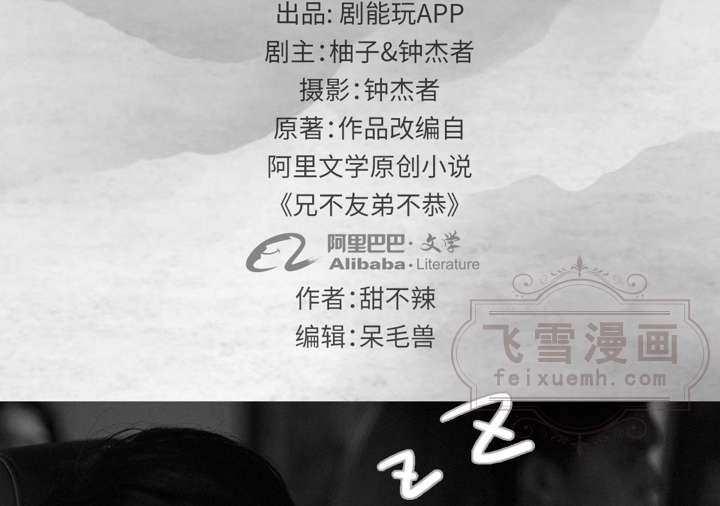 出品: 剧能玩APP
剧主:柚子&钟杰者
摄影:钟杰者
原著:作品改编自
阿里文学原创小说
《兄不友弟不恭》
阿里巴巴·文学
Alibaba·Literature
作者:甜不辣
编辑:呆毛兽
飞雪漫画
feixuemh.com
z Z